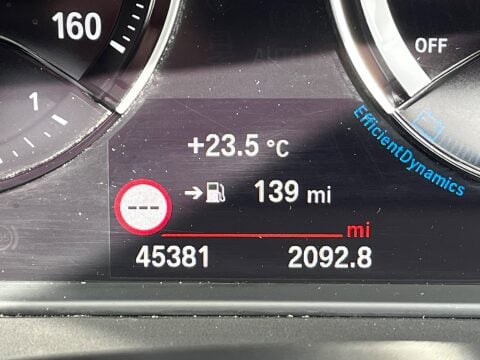 160
OFF
1
EfficientDynamics
+23.5 °C
--- → 139 mi
mi
45381 2092.8